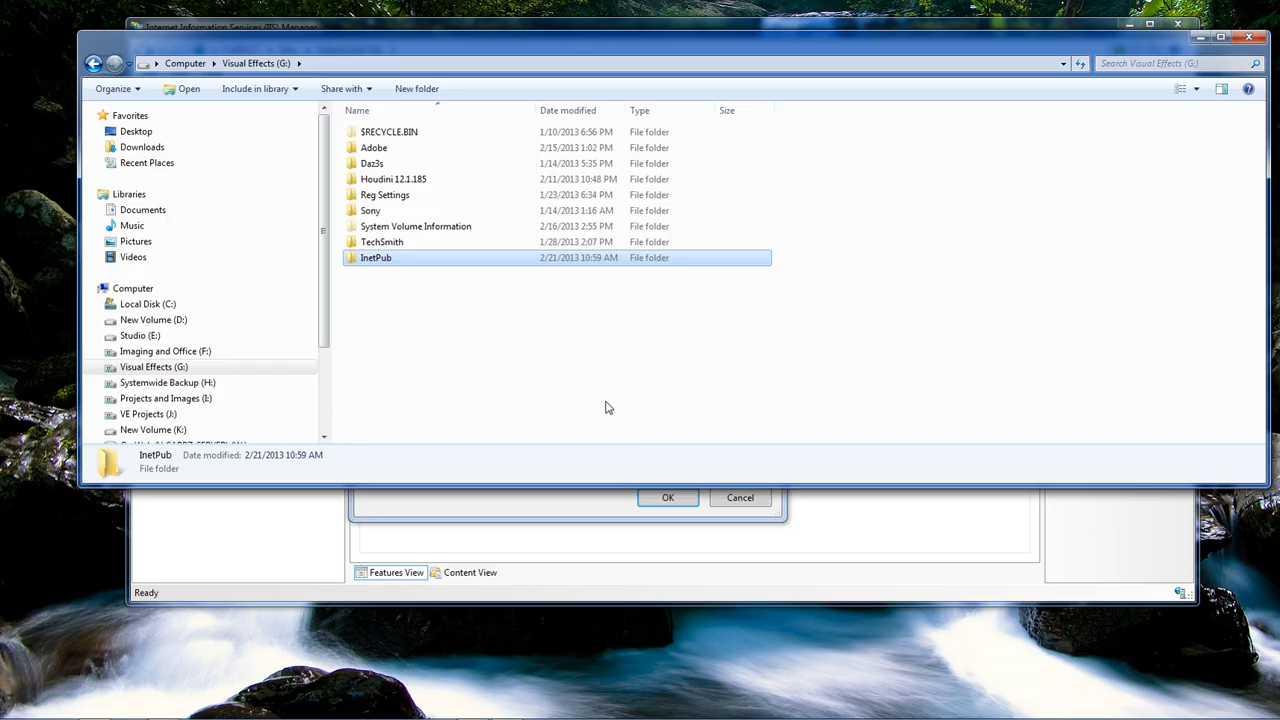 Internet Information Services (IIS) Manager
Computer Visual Effects (G:) Search Visual Effects (G:)
Organize Open Include in library Share with New folder
Name Date modified Type Size
Favorites
Desktop
Downloads
Recent Places
Libraries
Documents
Music
Pictures
Videos
Computer
Local Disk (C:)
New Volume (D:)
Studio (E:)
Imaging and Office (F:)
Visual Effects (G:)
Systemwide Backup (H:)
Projects and Images (I:)
VE Projects (J:)
New Volume (K:)
$RECYCLE.BIN 1/10/2013 6:56 PM File folder
Adobe 2/15/2013 1:02 PM File folder
Daz3s 1/14/2013 5:35 PM File folder
Houdini 12.1.185 2/11/2013 10:48 PM File folder
Reg Settings 1/23/2013 6:34 PM File folder
Sony 1/14/2013 1:16 AM File folder
System Volume Information 2/16/2013 2:55 PM File folder
TechSmith 1/28/2013 2:07 PM File folder
InetPub 2/21/2013 10:59 AM File folder
InetPub Date modified: 2/21/2013 10:59 AM
File folder
OK Cancel
Features View Content View
Ready